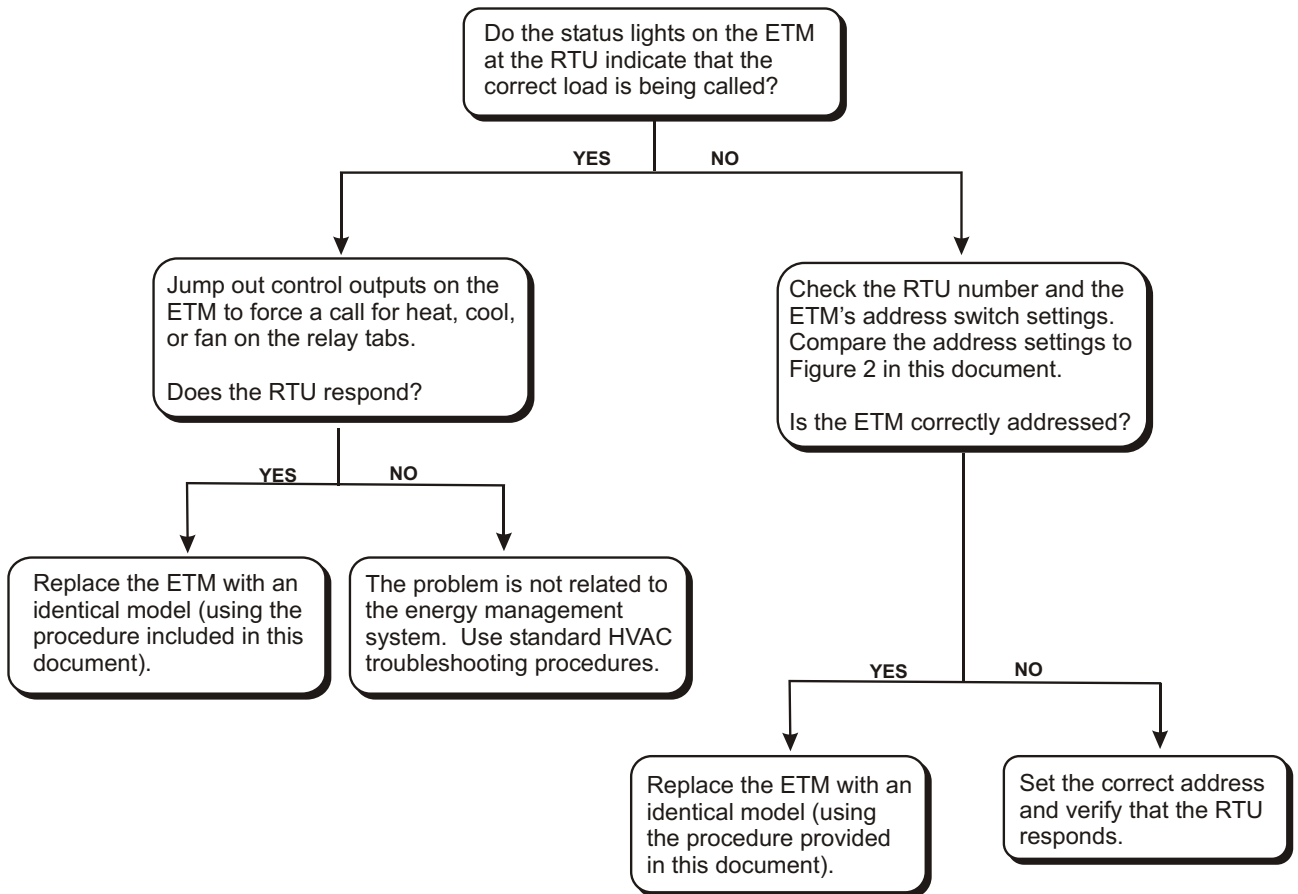 Do the status lights on the ETM
at the RTU indicate that the
correct load is being called?
YES
NO
Jump out control outputs on the
ETM to force a call for heat, cool,
or fan on the relay tabs.
Does the RTU respond?
Check the RTU number and the
ETM's address switch settings.
Compare the address settings to
Figure 2 in this document.
Is the ETM correctly addressed?
YES
NO
Replace the ETM with an
identical model (using the
procedure included in this
document).
The problem is not related to
the energy management
system.  Use standard HVAC
troubleshooting procedures.
YES
NO
Replace the ETM with an
identical model (using
the procedure provided
in this document).
Set the correct address
and verify that the RTU
responds.